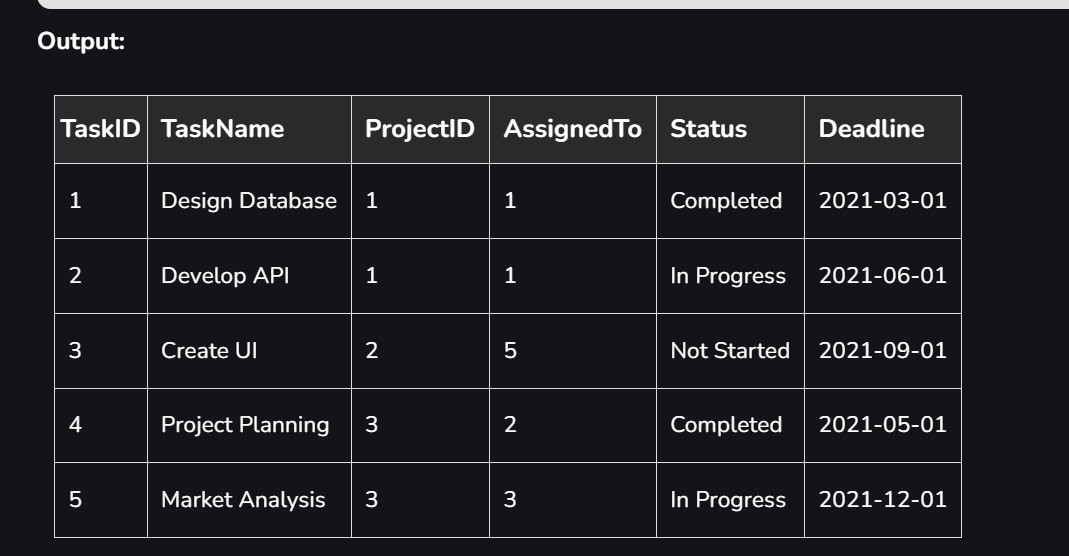 Output:
TaskID TaskName ProjectID AssignedTo Status Deadline
1 Design Database 1 1 Completed 2021-03-01
2 Develop API 1 1 In Progress 2021-06-01
3 Create UI 2 5 Not Started 2021-09-01
4 Project Planning 3 2 Completed 2021-05-01
5 Market Analysis 3 3 In Progress 2021-12-01